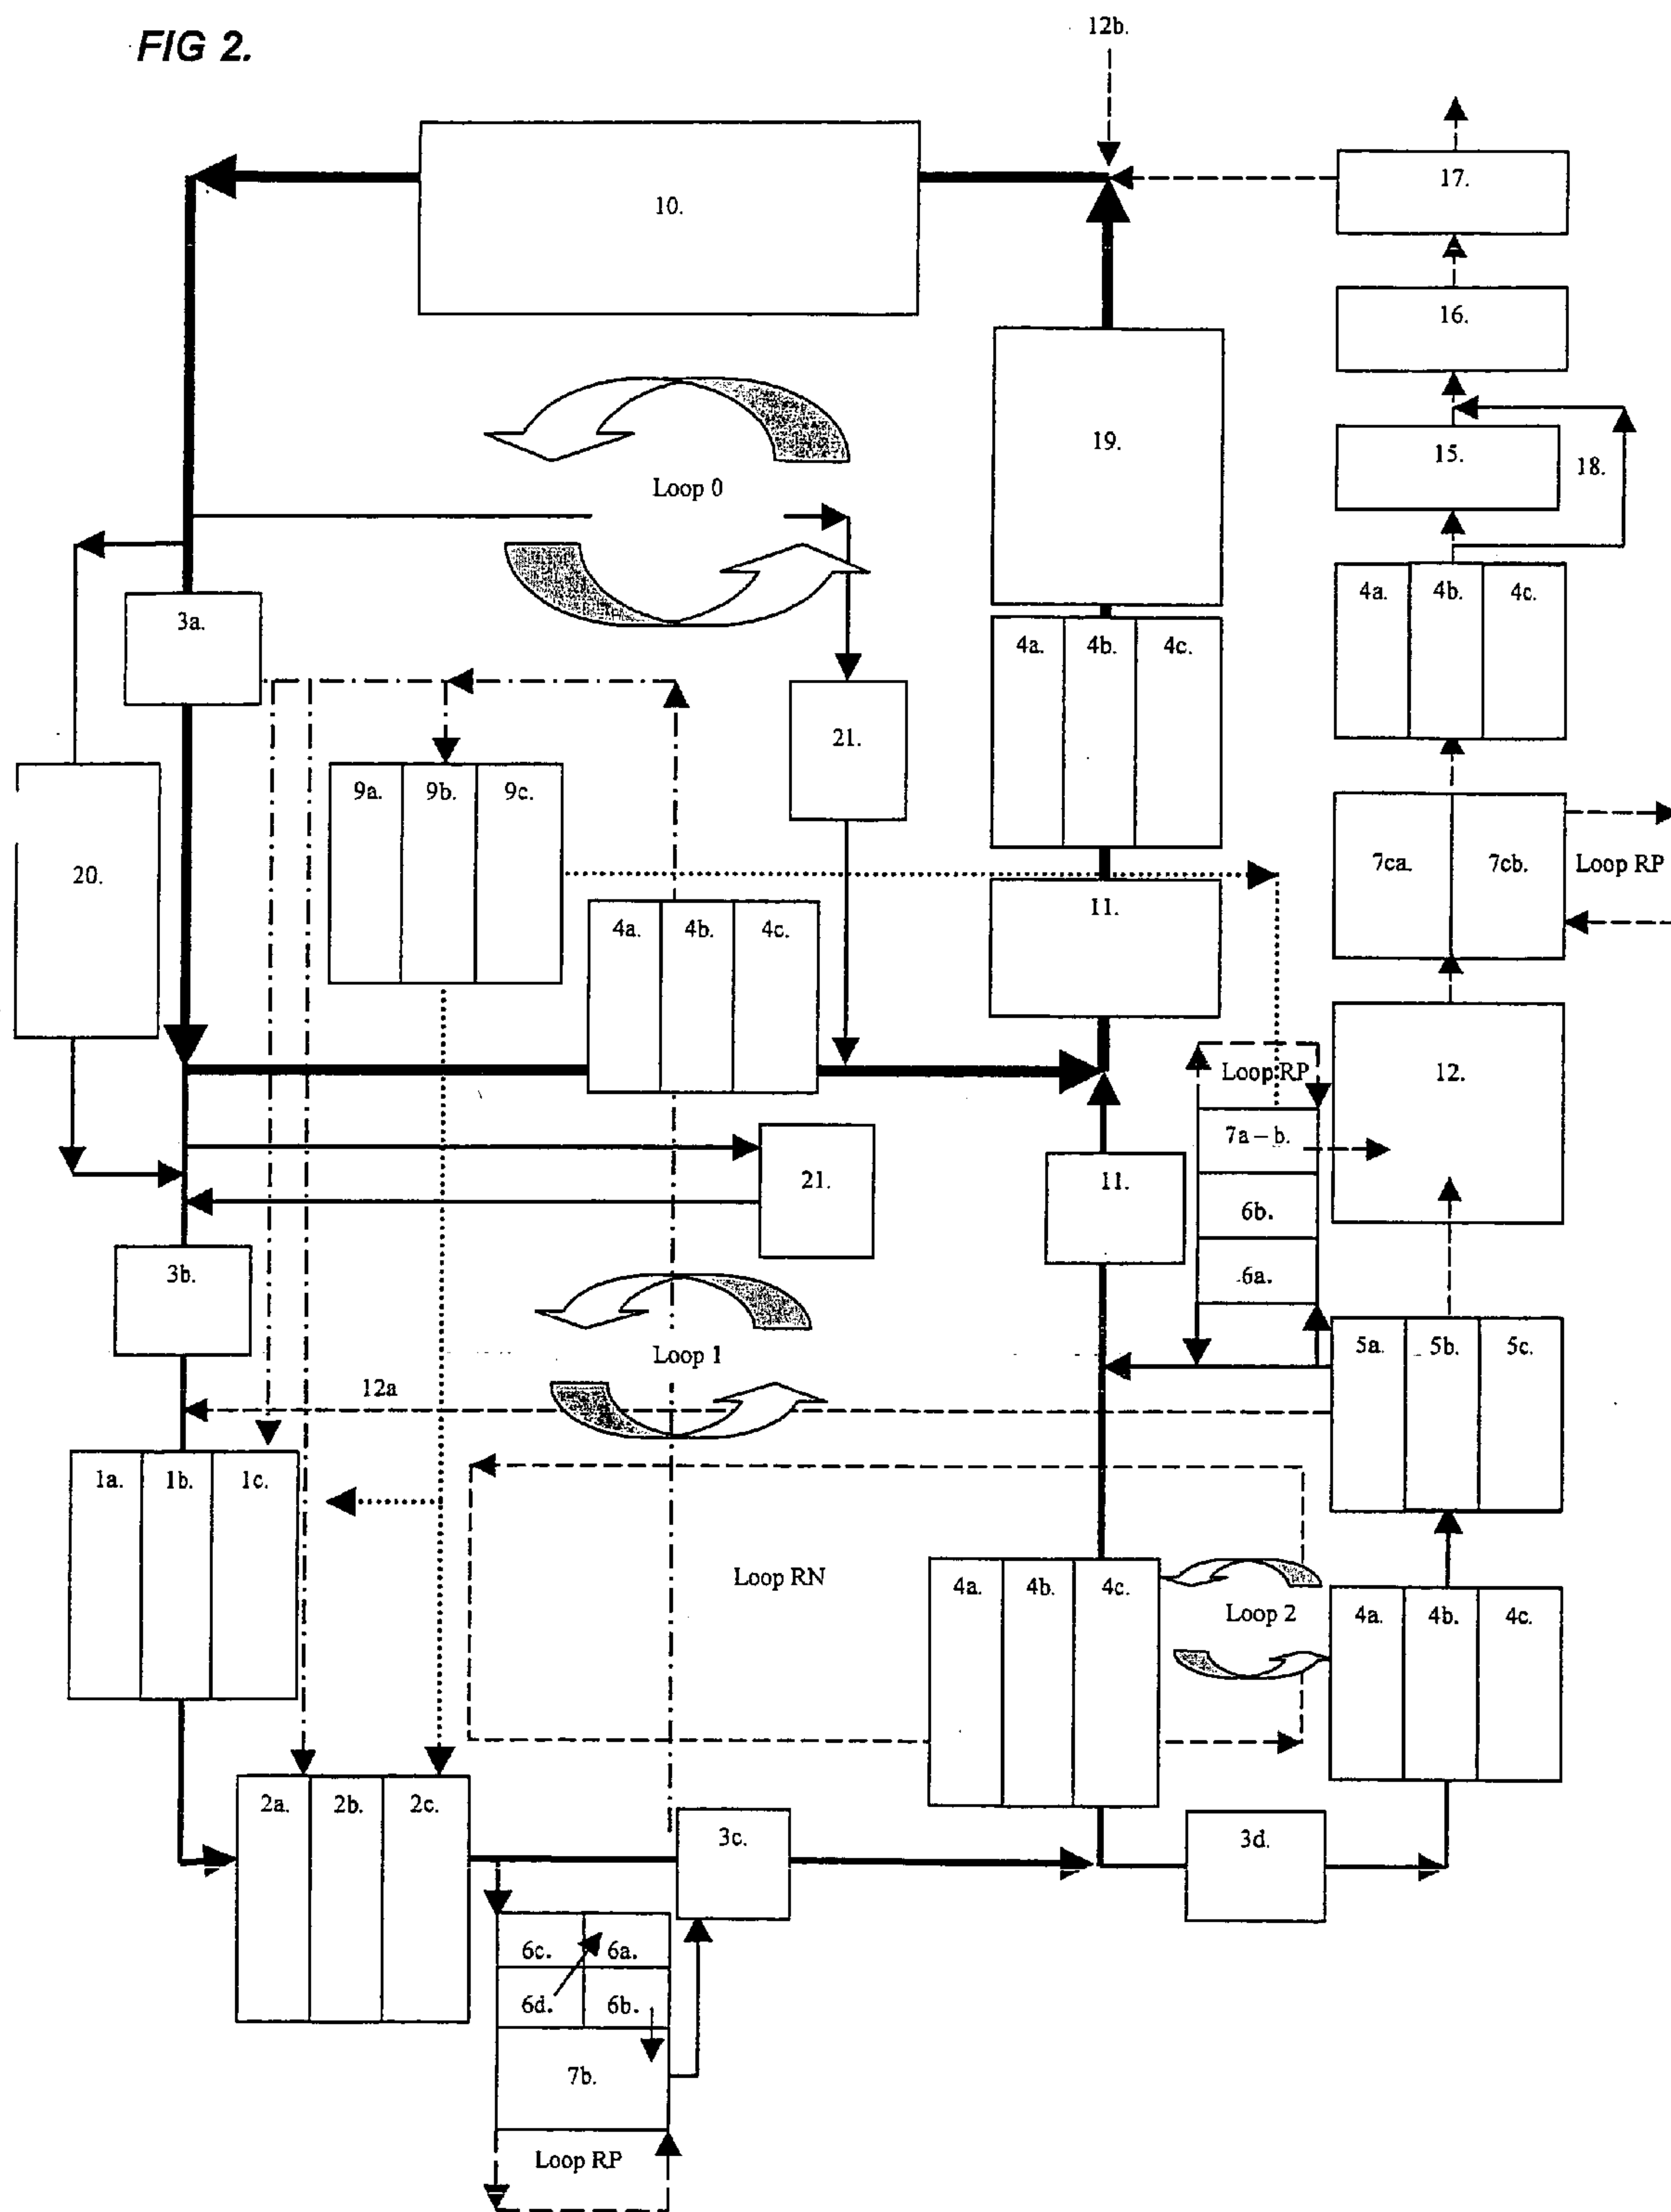 FIG 2.
12b.
10.
17.
16.
19.
15.
18.
Loop 0
3a.
4a. 4b. 4c.
4a. 4b. 4c.
21.
20.
9a. 9b. 9c.
7ca. 7cb. Loop RP
4a. 4b. 4c.
11.
12.
Loop RP
7a – b.
6b.
6a.
21.
11.
3b.
Loop 1
12a
5a. 5b. 5c.
1a. 1b. 1c.
Loop RN
4a. 4b. 4c.
Loop 2
4a. 4b. 4c.
2a. 2b. 2c.
3c.
3d.
6c. 6a.
6d. 6b.
7b.
Loop RP